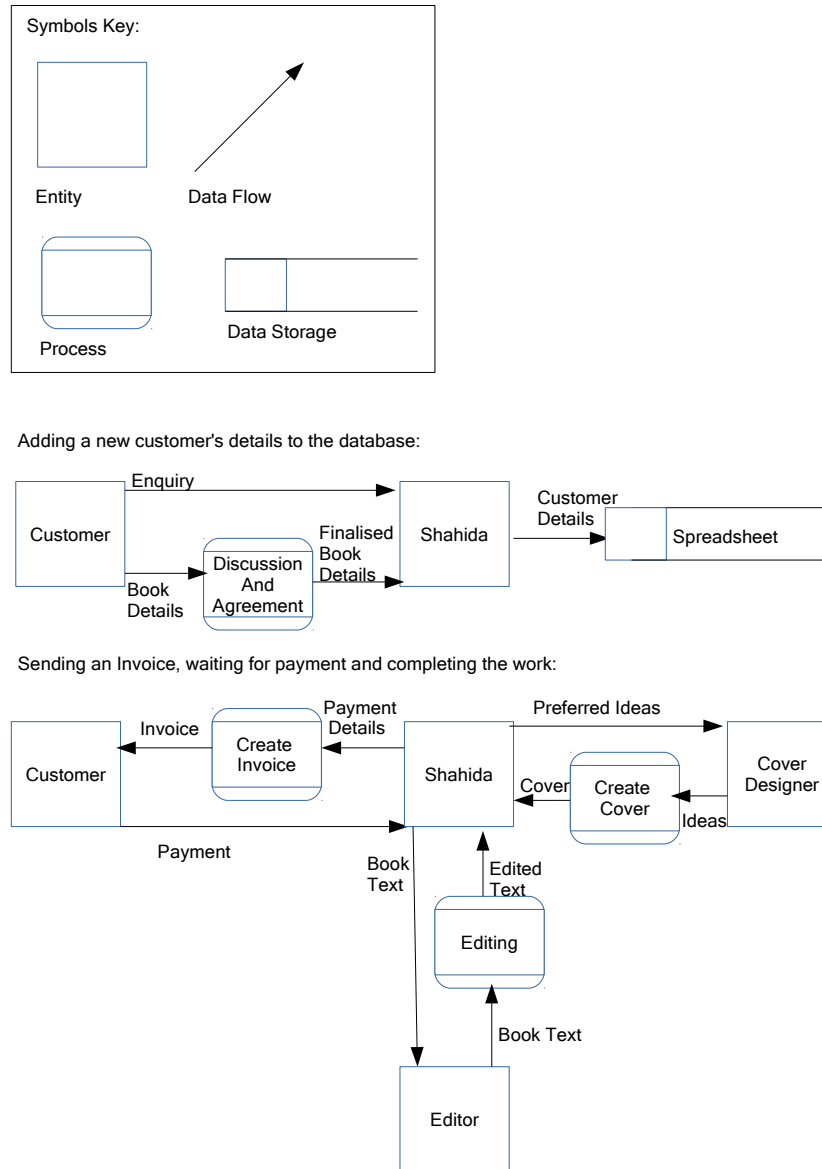 Symbols Key:
Entity
Data Flow
Process
Data Storage
Adding a new customer's details to the database:
Enquiry
Customer
Book
Details
Discussion
And
Agreement
Finalised
Book
Details
Shahida
Customer
Details
Spreadsheet
Sending an Invoice, waiting for payment and completing the work:
Customer
Invoice
Create
Invoice
Payment
Details
Shahida
Preferred Ideas
Cover
Create
Cover
Ideas
Cover
Designer
Payment
Book
Text
Edited
Text
Editing
Book Text
Editor